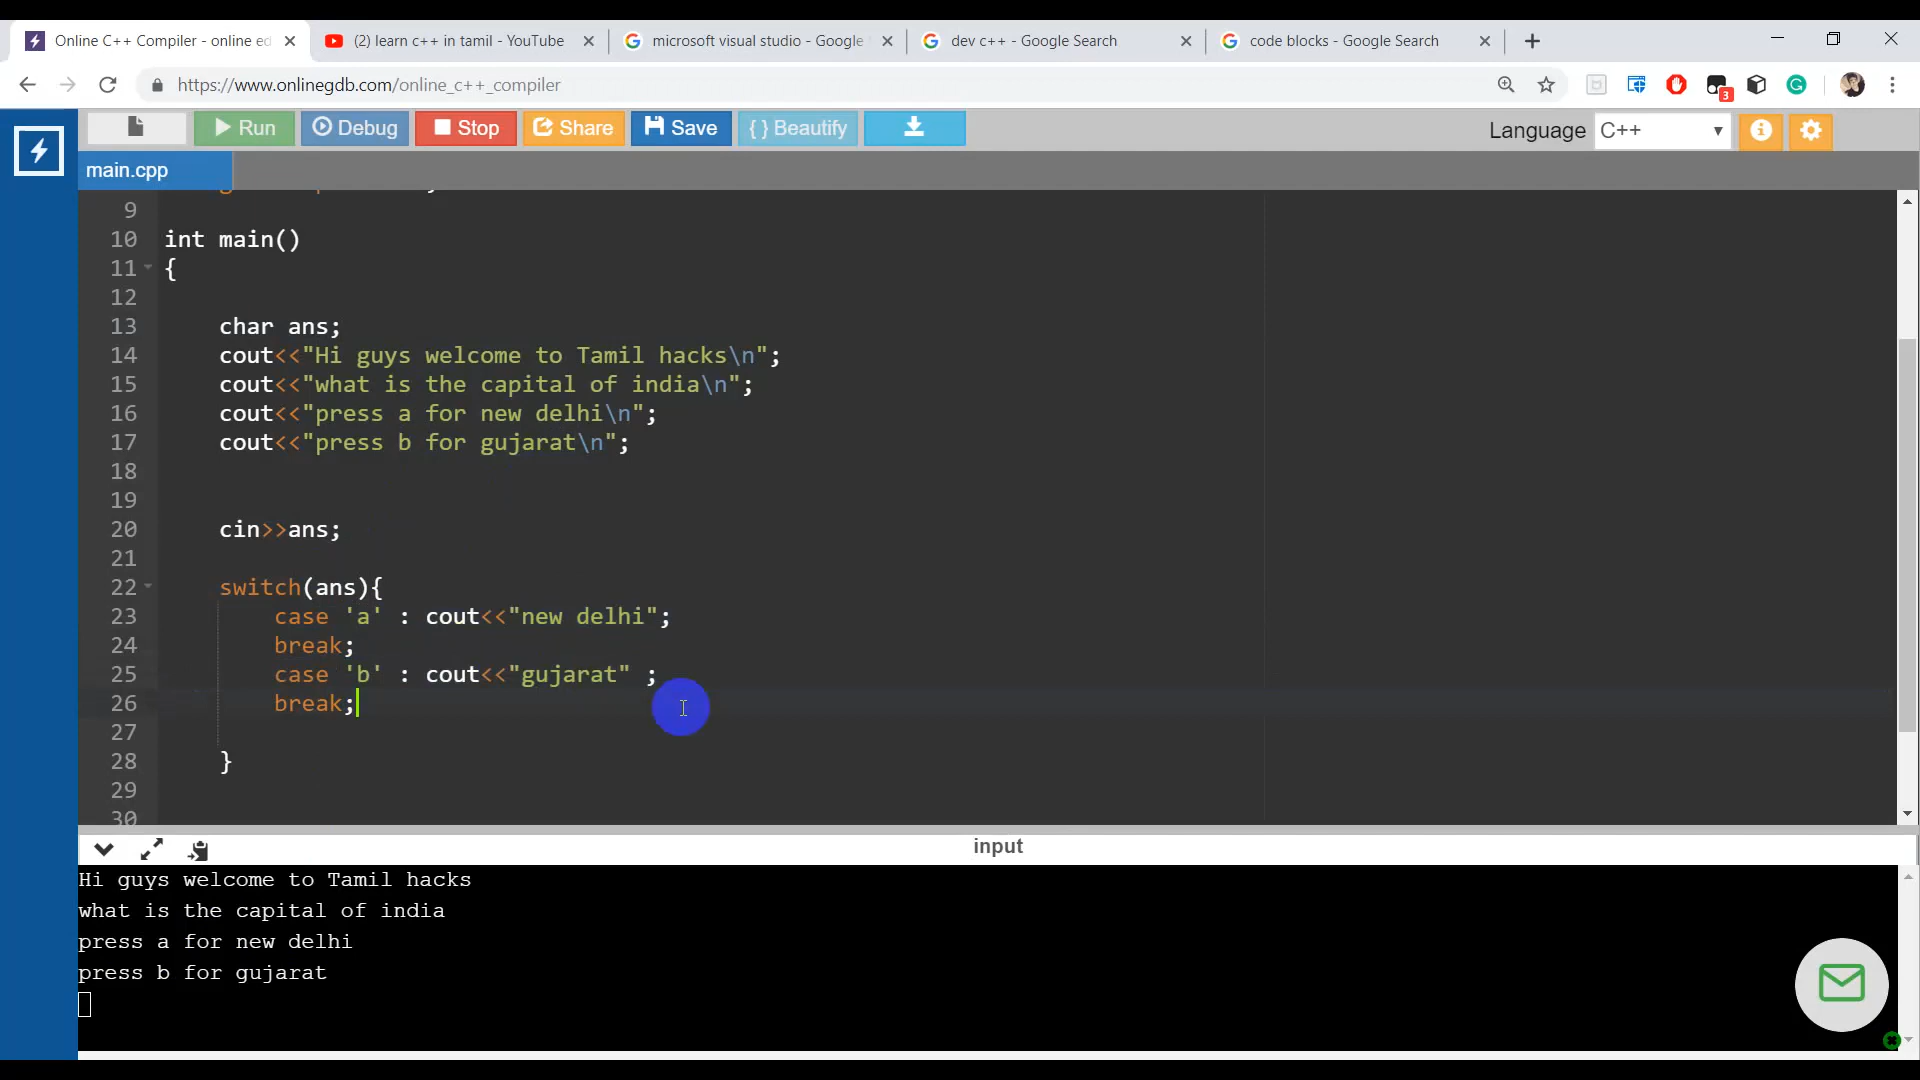 Online C++ Compiler - online ed
(2) learn c++ in tamil - YouTube
microsoft visual studio - Google
dev c++ - Google Search
code blocks - Google Search
https://www.onlinegdb.com/online_c++_compiler
3
Run
Debug
Stop
Share
Save
{ } Beautify
Language
C++
main.cpp
9
10 int main()
11 {
12
13 char ans;
14 cout<<"Hi guys welcome to Tamil hacks\n";
15 cout<<"what is the capital of india\n";
16 cout<<"press a for new delhi\n";
17 cout<<"press b for gujarat\n";
18
19
20 cin>>ans;
21
22 switch(ans){
23 case 'a' : cout<<"new delhi";
24 break;
25 case 'b' : cout<<"gujarat" ;
26 break;
27
28 }
29
30
input
Hi guys welcome to Tamil hacks
what is the capital of india
press a for new delhi
press b for gujarat